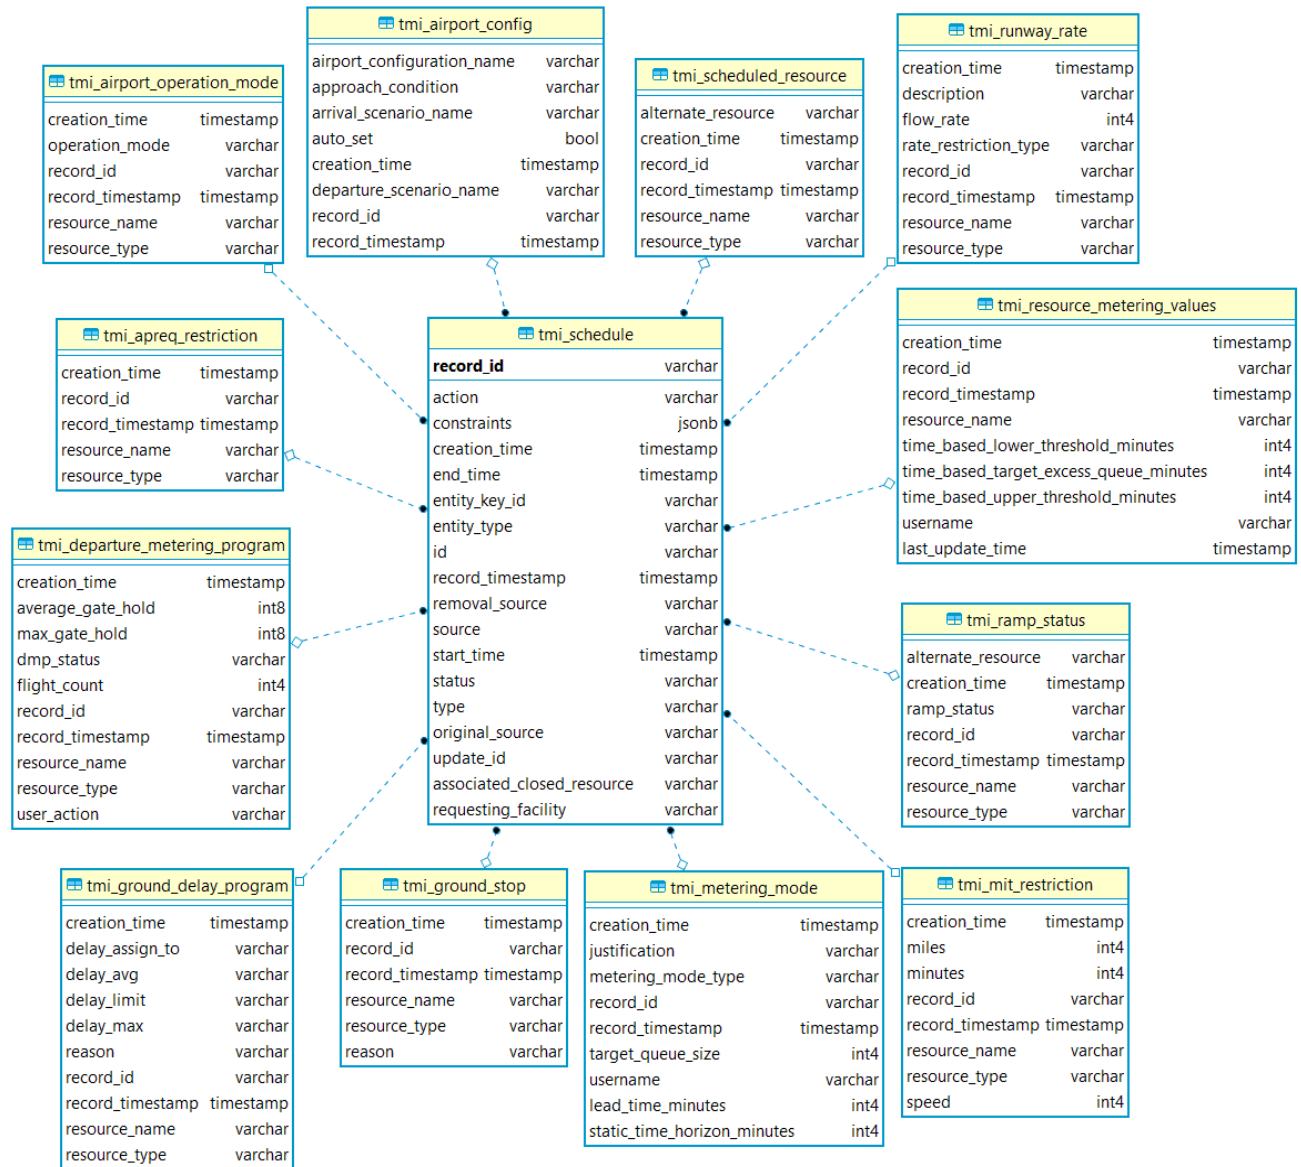 tmi_airport_config
airport_configuration_name varchar
approach_condition varchar
arrival_scenario_name varchar
auto_set bool
creation_time timestamp
departure_scenario_name varchar
record_id varchar
record_timestamp timestamp
tmi_runway_rate
creation_time timestamp
description varchar
flow_rate int4
rate_restriction_type varchar
record_id varchar
record_timestamp timestamp
resource_name varchar
resource_type varchar
tmi_airport_operation_mode
creation_time timestamp
operation_mode varchar
record_id varchar
record_timestamp timestamp
resource_name varchar
resource_type varchar
tmi_scheduled_resource
alternate_resource varchar
creation_time timestamp
record_id varchar
record_timestamp timestamp
resource_name varchar
resource_type varchar
tmi_apreq_restriction
creation_time timestamp
record_id varchar
record_timestamp timestamp
resource_name varchar
resource_type varchar
tmi_schedule
record_id varchar
action varchar
constraints jsonb
creation_time timestamp
end_time timestamp
entity_key_id varchar
entity_type varchar
id varchar
record_timestamp timestamp
removal_source varchar
source varchar
start_time timestamp
status varchar
type varchar
original_source varchar
update_id varchar
associated_closed_resource varchar
requesting_facility varchar
tmi_resource_metering_values
creation_time timestamp
record_id varchar
record_timestamp timestamp
resource_name varchar
time_based_lower_threshold_minutes int4
time_based_target_excess_queue_minutes int4
time_based_upper_threshold_minutes int4
username varchar
last_update_time timestamp
tmi_departure_metering_program
creation_time timestamp
average_gate_hold int8
max_gate_hold int8
dmp_status varchar
flight_count int4
record_id varchar
record_timestamp timestamp
resource_name varchar
resource_type varchar
user_action varchar
tmi_ramp_status
alternate_resource varchar
creation_time timestamp
ramp_status varchar
record_id varchar
record_timestamp timestamp
resource_name varchar
resource_type varchar
tmi_ground_delay_program
creation_time timestamp
delay_assign_to varchar
delay_avg varchar
delay_limit varchar
delay_max varchar
reason varchar
record_id varchar
record_timestamp timestamp
resource_name varchar
resource_type varchar
tmi_ground_stop
creation_time timestamp
record_id varchar
record_timestamp timestamp
resource_name varchar
resource_type varchar
reason varchar
tmi_metering_mode
creation_time timestamp
justification varchar
metering_mode_type varchar
record_id varchar
record_timestamp timestamp
target_queue_size int4
username varchar
lead_time_minutes int4
static_time_horizon_minutes int4
tmi_mit_restriction
creation_time timestamp
miles int4
minutes int4
record_id varchar
record_timestamp timestamp
resource_name varchar
resource_type varchar
speed int4